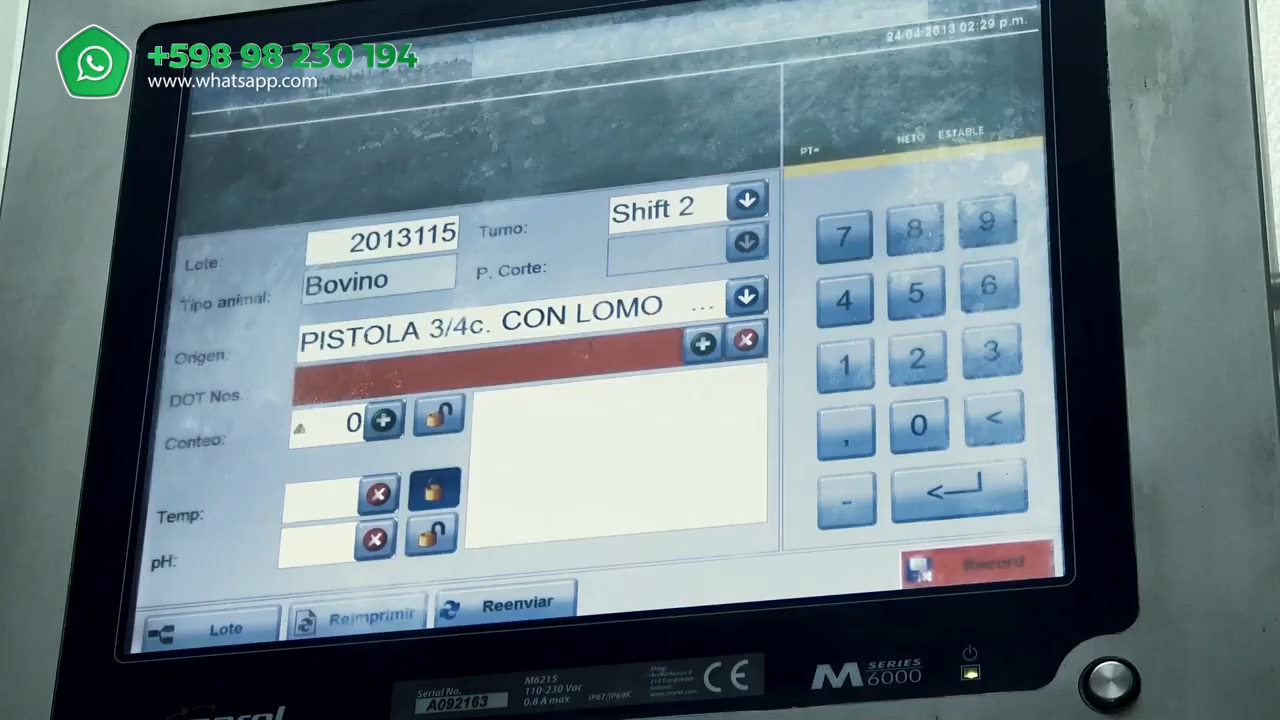 +598 98 230 194
www.whatsapp.com
24 04 2013 02:29 p.m.
PT=
NETO ESTABLE
Lote: 2013115
Turno: Shift 2
Tipo animal: Bovino
P. Corte:
Origen: PISTOLA 3/4c. CON LOMO ...
DOT Nos.
Conteo: 0
Temp:
pH:
7 8 9
4 5 6
1 2 3
, 0 <
-
Lote
Reimprimir
Reenviar
Record
Serial No.
A092163
M6215
110-230 Vac
0.8 A max
IP67/IP69K
CE
M SERIES
6000